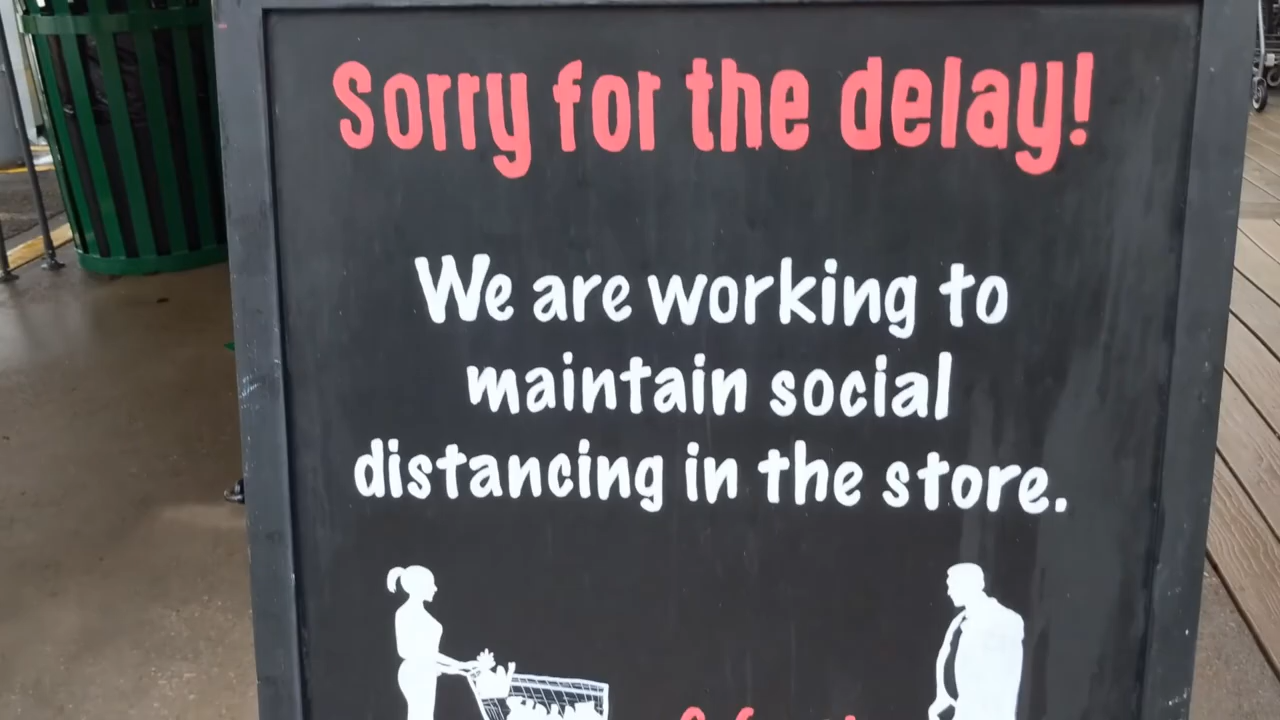 Sorry for the delay!
We are working to
maintain social
distancing in the store.